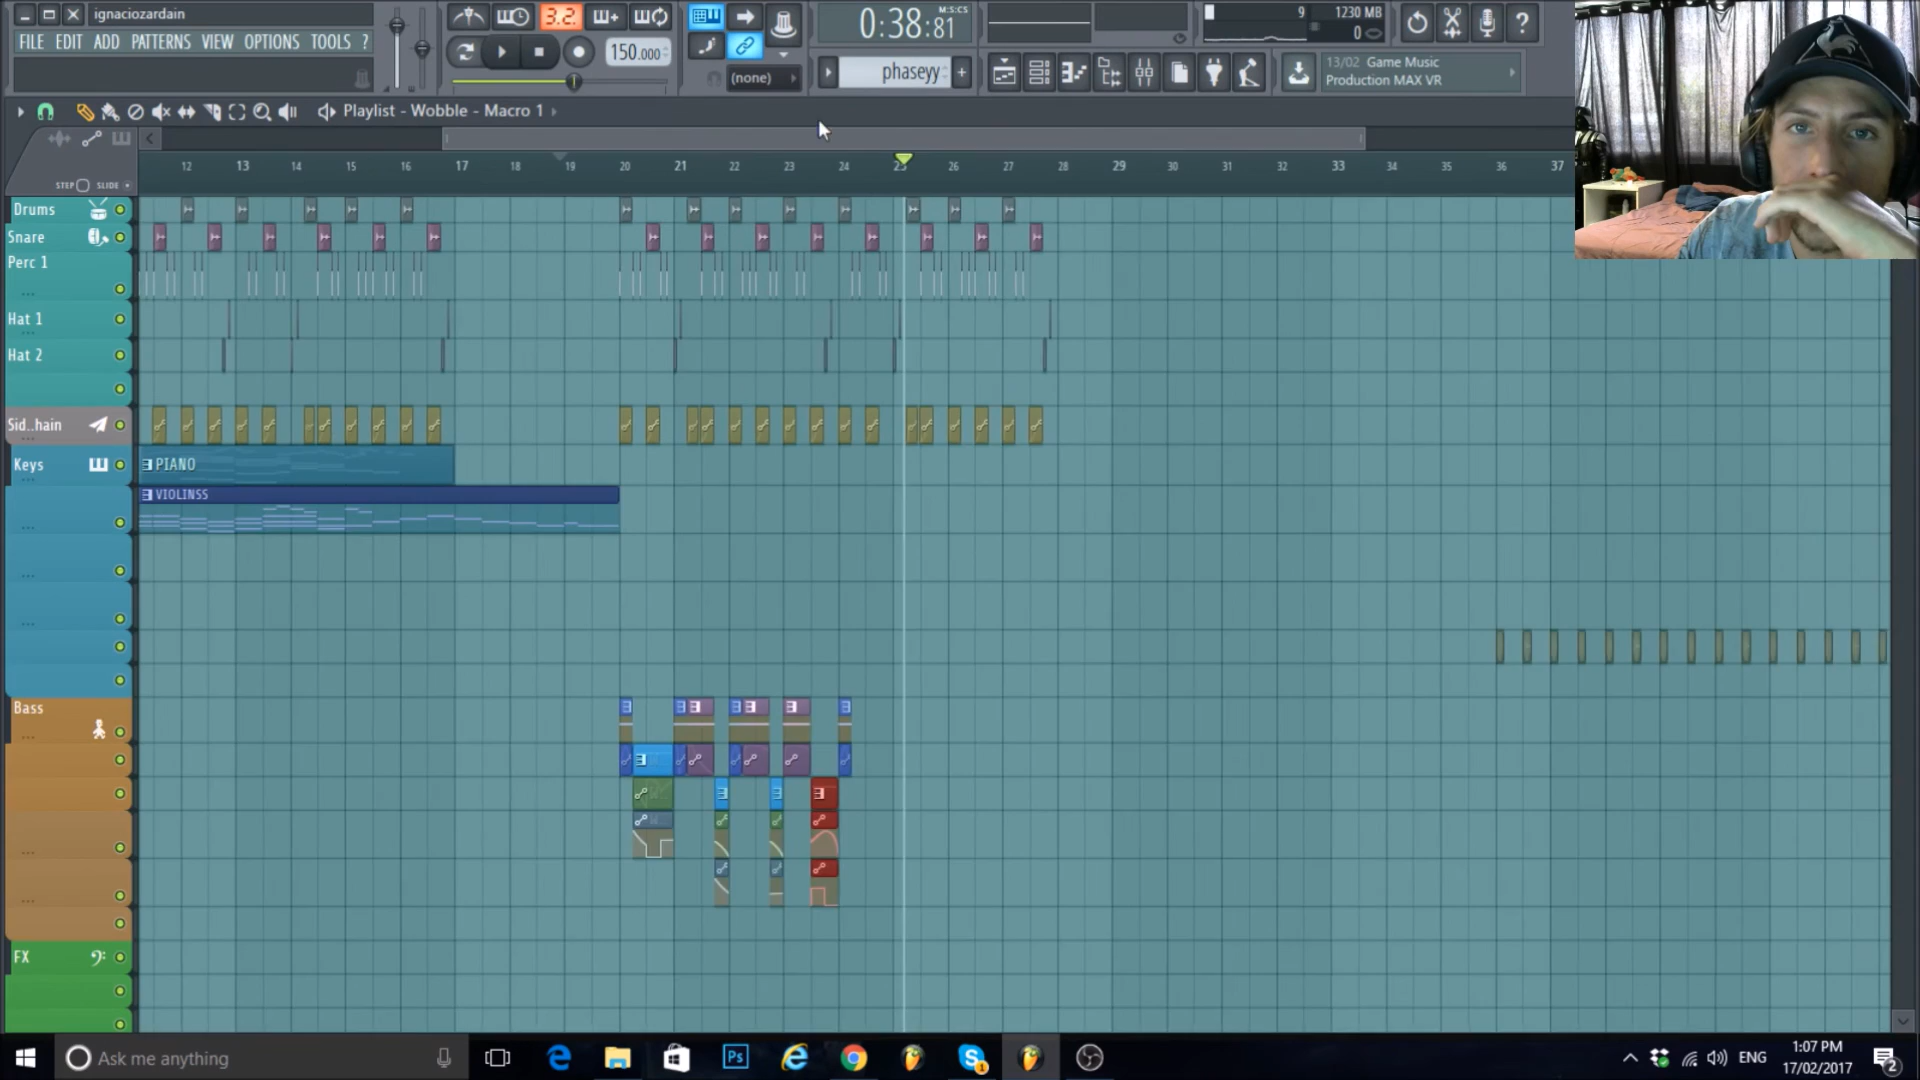 ignaciozardain
FILE EDIT ADD PATTERNS VIEW OPTIONS TOOLS ?
3.2.
150.000
(none)
0:38:81
M:S:CS
phaseyy
9
1230 MB
0
13/02 Game Music
Production MAX VR
Playlist - Wobble - Macro 1
STEP SLIDE
12 13 14 15 16 17 18 19 20 21 22 23 24 25 26 27 28 29 30 31 32 33 34 35 36 37
Drums
Snare
Perc 1
Hat 1
Hat 2
Sid..hain
Keys
PIANO
VIOLINSS
Bass
FX
Ask me anything
Ps
ENG
1:07 PM
17/02/2017
2